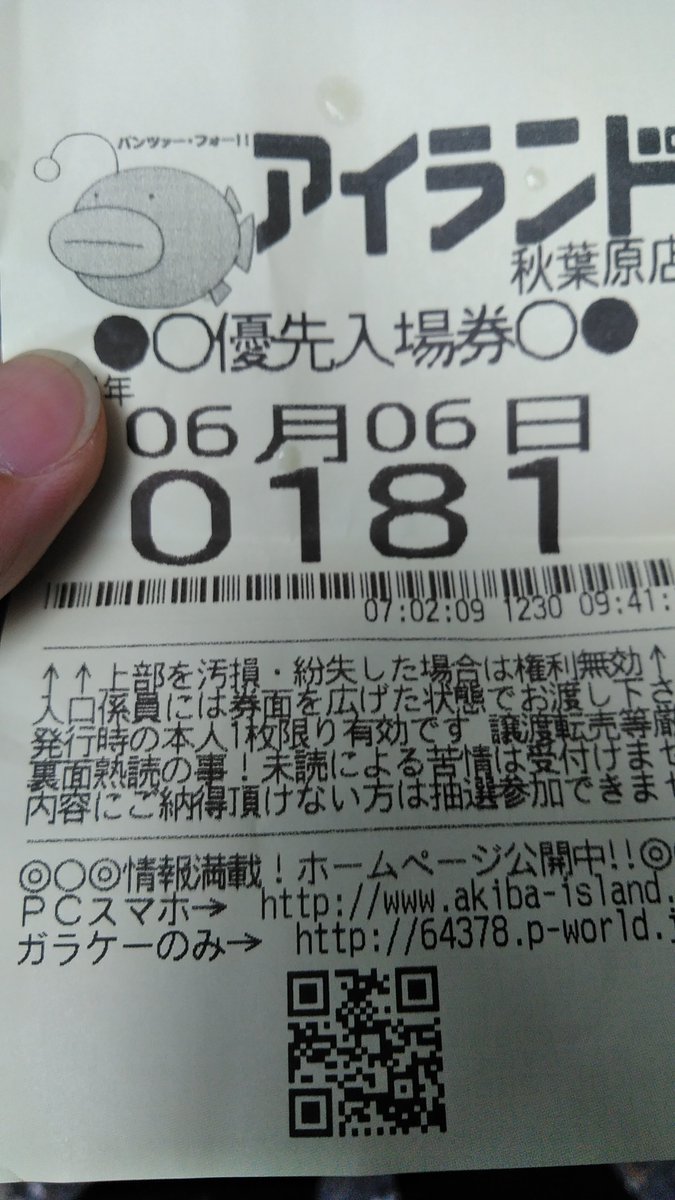 パンツァー・フォー!!
アイランド
秋葉原店
●○優先入場券○●
年
06月06日
0181
07:02:09 1230 09:41:
↑↑上部を汚損・紛失した場合は権利無効↑
入口係員には券面を広げた状態でお渡し下さ
発行時の本人1枚限り有効です 譲渡転売等厳
裏面熟読の事！未読による苦情は受付けませ
内容にご納得頂けない方は抽選参加できませ
◎○◎情報満載！ホームページ公開中!!◎
PCスマホ→ http://www.akiba-island.
ガラケーのみ→ http://64378.p-world.j